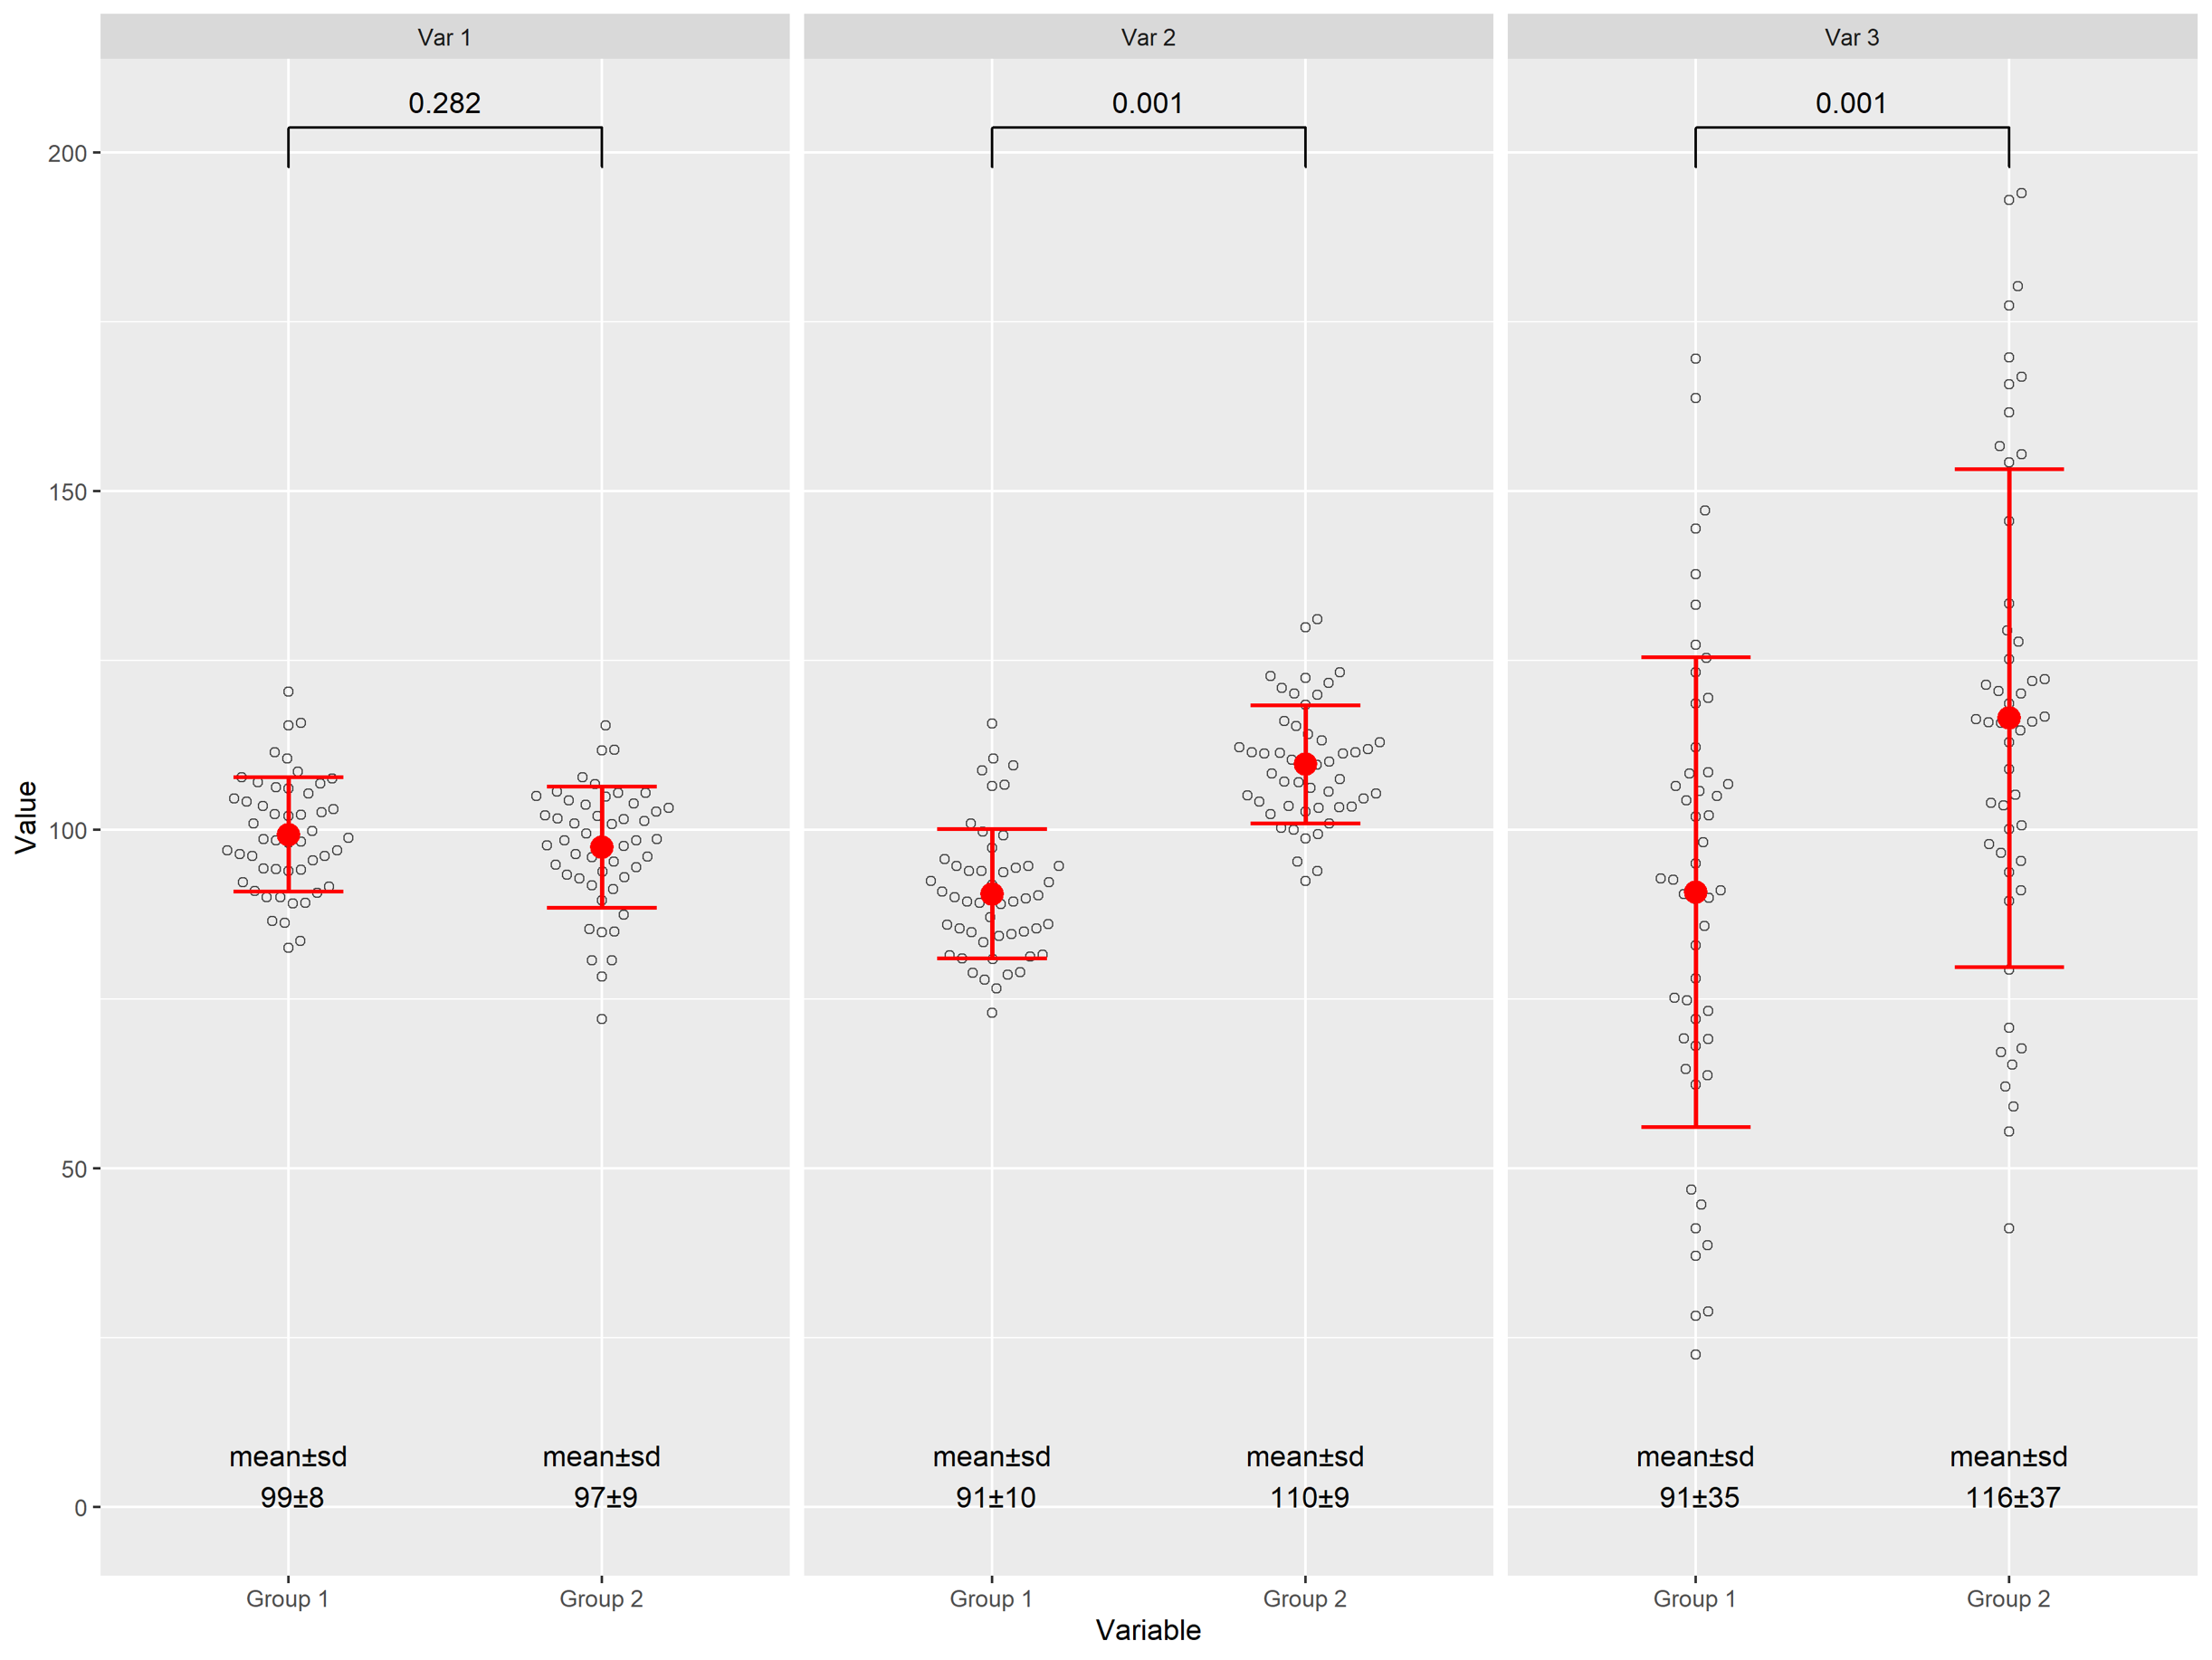 Var 1
Var 2
Var 3
0.282
0.001
0.001
200
150
100
50
0
Value
mean±sd
99±8
mean±sd
97±9
mean±sd
91±10
mean±sd
110±9
mean±sd
91±35
mean±sd
116±37
Group 1
Group 2
Group 1
Group 2
Group 1
Group 2
Variable